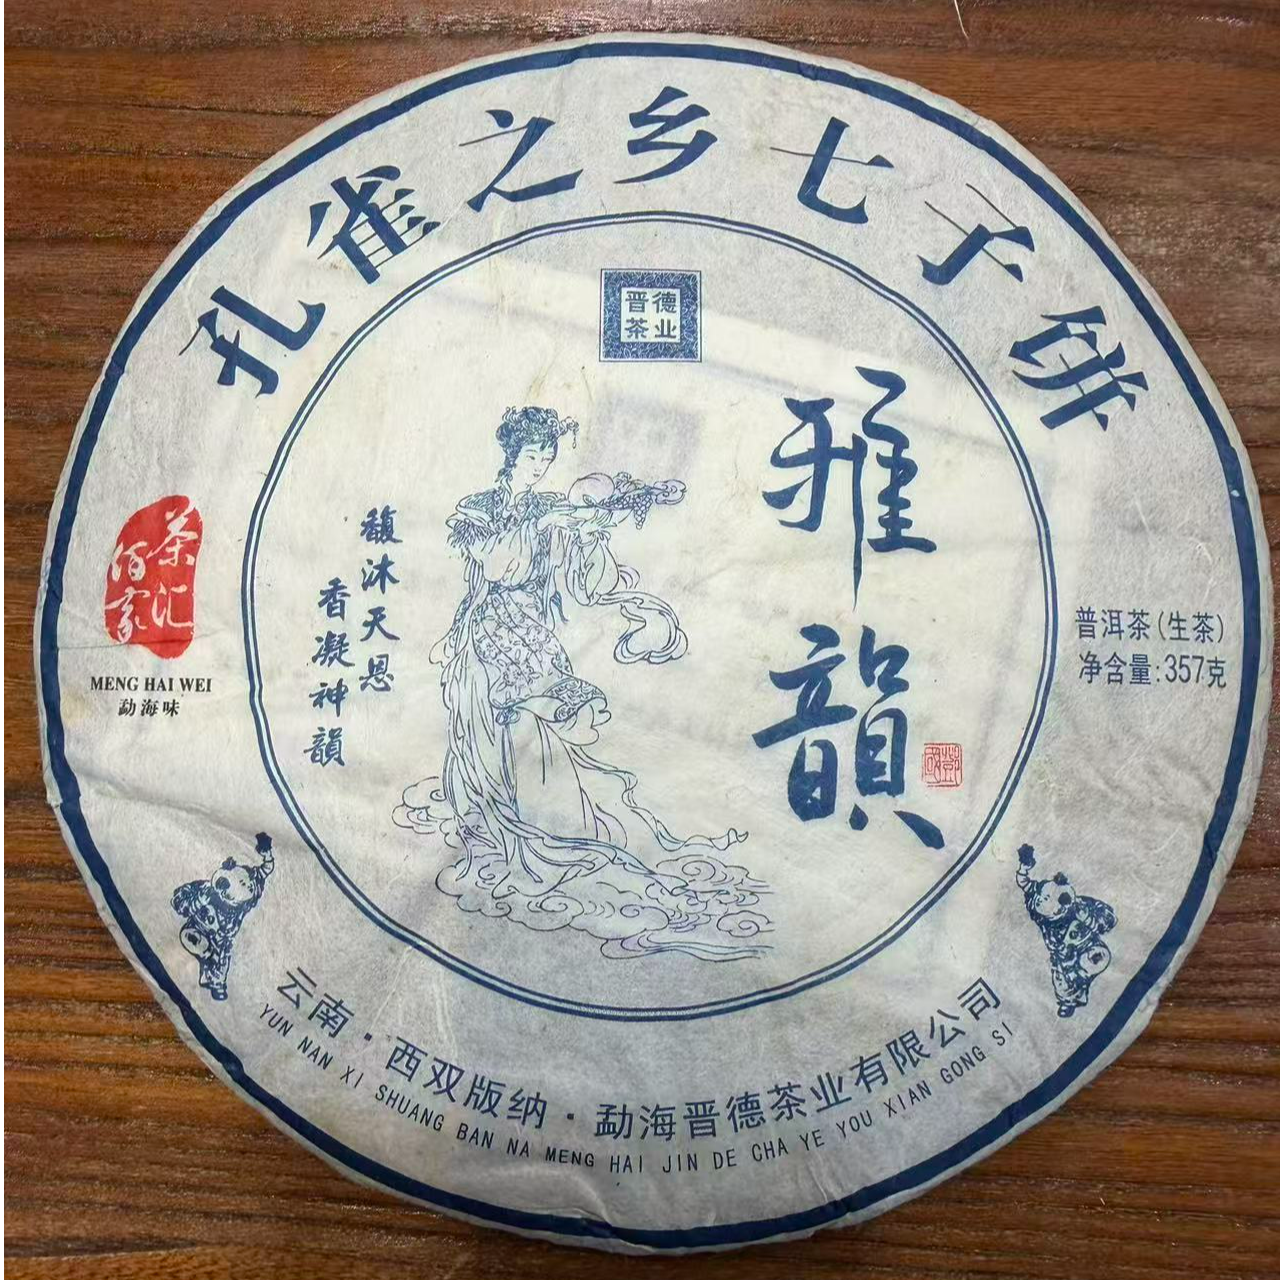 孔雀之乡七子饼
晋德
茶业
雅韻
馥沐天恩
香凝神韻
茶汇
佰家
MENG HAI WEI
勐海味
普洱茶(生茶)
净含量:357克
云南·西双版纳·勐海晋德茶业有限公司
YUN NAN XI SHUANG BAN NA MENG HAI JIN DE CHA YE YOU XIAN GONG SI